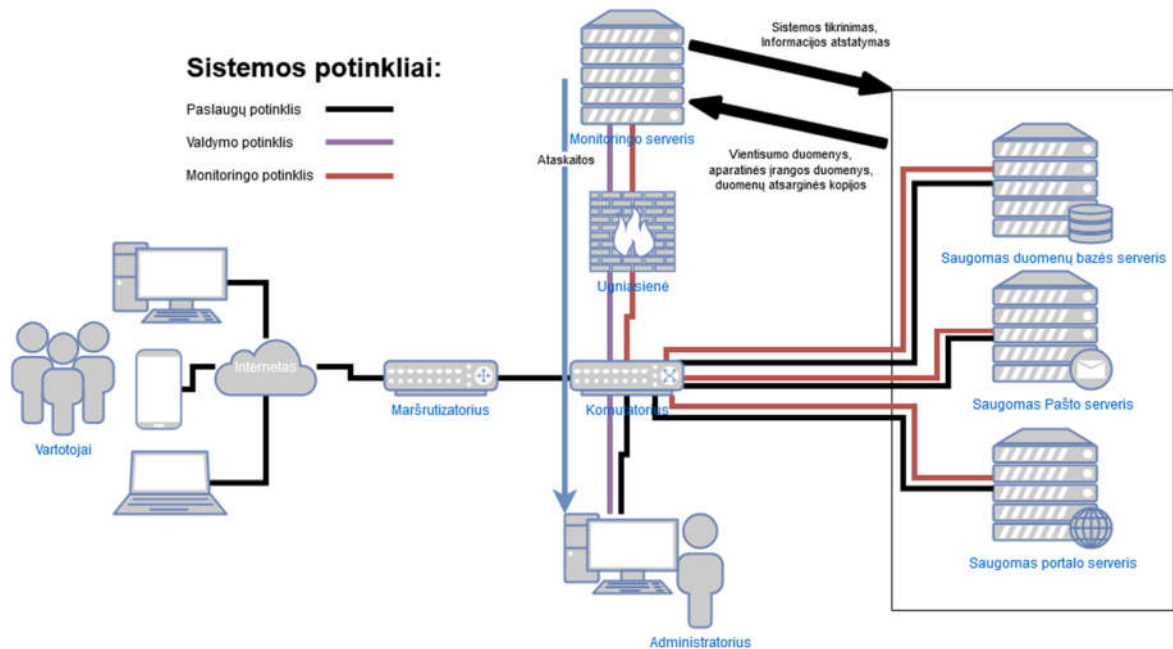 Sistemos tikrinimas,
Informacijos atstatymas
Sistemos potinkliai:
Paslaugų potinklis
Valdymo potinklis
Monitoringo potinklis
Monitoringo serveris
Ataskaitos
Vientisumo duomenys,
aparatinės įrangos duomenys,
duomenų atsarginės kopijos
Saugomas duomenų bazės serveris
Ugniasienė
Internetas
Maršrutizatorius
Komutatorius
Saugomas Pašto serveris
Vartotojai
Saugomas portalo serveris
Administratorius